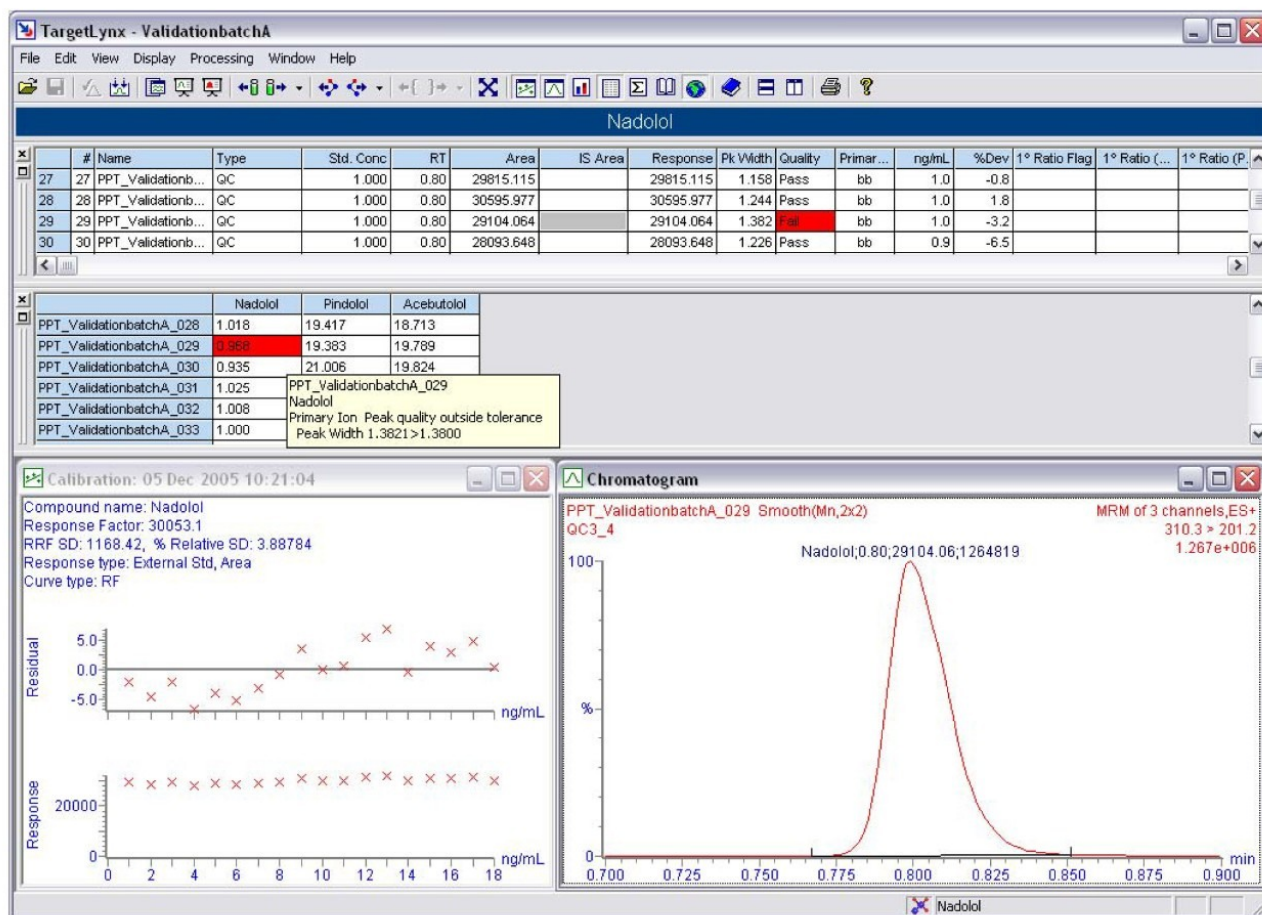 TargetLynx - ValidationbatchA
File Edit View Display Processing Window Help
Nadolol
# Name Type Std. Conc RT Area IS Area Response Pk Width Quality Primar... ng/mL %Dev 1º Ratio Flag 1º Ratio (... 1º Ratio (P.
27 27 PPT_Validationb... QC 1.000 0.80 29815.115 29815.115 1.158 Pass bb 1.0 -0.8
28 28 PPT_Validationb... QC 1.000 0.80 30595.977 30595.977 1.244 Pass bb 1.0 1.8
29 29 PPT_Validationb... QC 1.000 0.80 29104.064 29104.064 1.382 Fail bb 1.0 -3.2
30 30 PPT_Validationb... QC 1.000 0.80 28093.648 28093.648 1.226 Pass bb 0.9 -6.5
Nadolol Pindolol Acebutolol
PPT_ValidationbatchA_028 1.018 19.417 18.713
PPT_ValidationbatchA_029 0.968 19.383 19.789
PPT_ValidationbatchA_030 0.935 21.006 19.824
PPT_ValidationbatchA_031 1.025
PPT_ValidationbatchA_032 1.008
PPT_ValidationbatchA_033 1.000
PPT_ValidationbatchA_029
Nadolol
Primary Ion Peak quality outside tolerance
Peak Width 1.3821>1.3800
Calibration: 05 Dec 2005 10:21:04
Compound name: Nadolol
Response Factor: 30053.1
RRF SD: 1168.42, % Relative SD: 3.88784
Response type: External Std, Area
Curve type: RF
Residual
5.0
0.0
-5.0
ng/mL
Response
20000
0
ng/mL
0 2 4 6 8 10 12 14 16 18
Chromatogram
PPT_ValidationbatchA_029 Smooth(Mn,2x2)
QC3_4
MRM of 3 channels,ES+
310.3 > 201.2
1.267e+006
Nadolol;0.80;29104.06;1264819
100
%
0
min
0.700 0.725 0.750 0.775 0.800 0.825 0.850 0.875 0.900
Nadolol